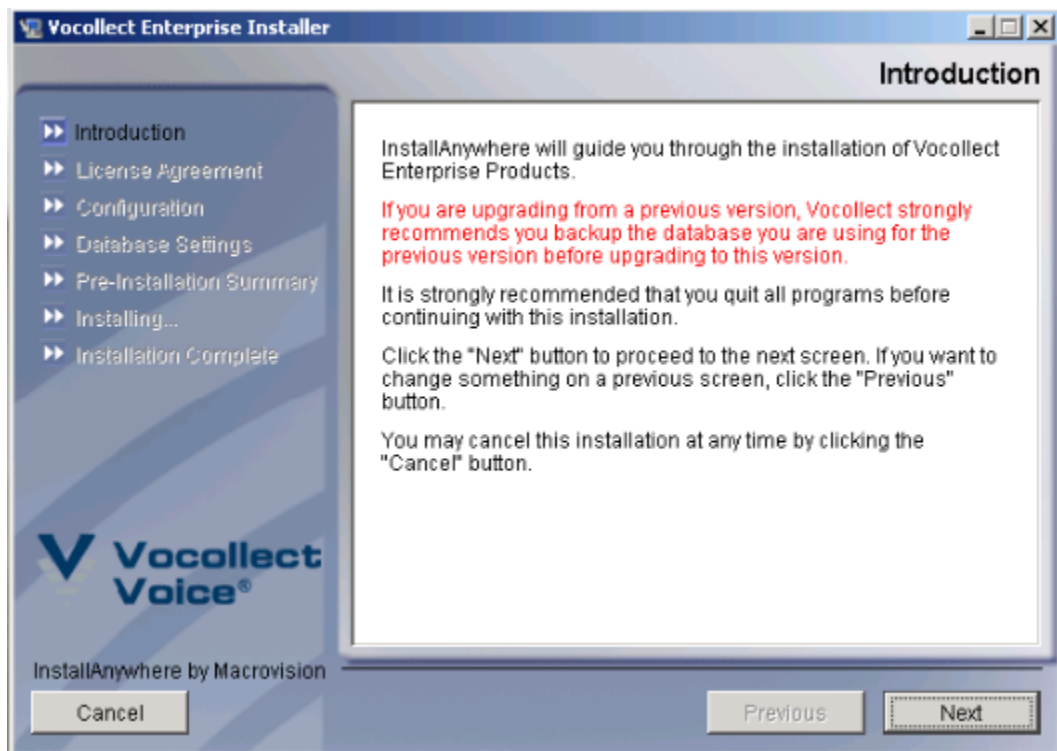 Vocollect Enterprise Installer
Introduction
Introduction
License Agreement
Configuration
Database Settings
Pre-Installation Summary
Installing...
Installation Complete
InstallAnywhere will guide you through the installation of Vocollect
Enterprise Products.
If you are upgrading from a previous version, Vocollect strongly
recommends you backup the database you are using for the
previous version before upgrading to this version.
It is strongly recommended that you quit all programs before
continuing with this installation.
Click the "Next" button to proceed to the next screen. If you want to
change something on a previous screen, click the "Previous"
button.
You may cancel this installation at any time by clicking the
"Cancel" button.
Vocollect
Voice®
InstallAnywhere by Macrovision
Cancel
Previous
Next